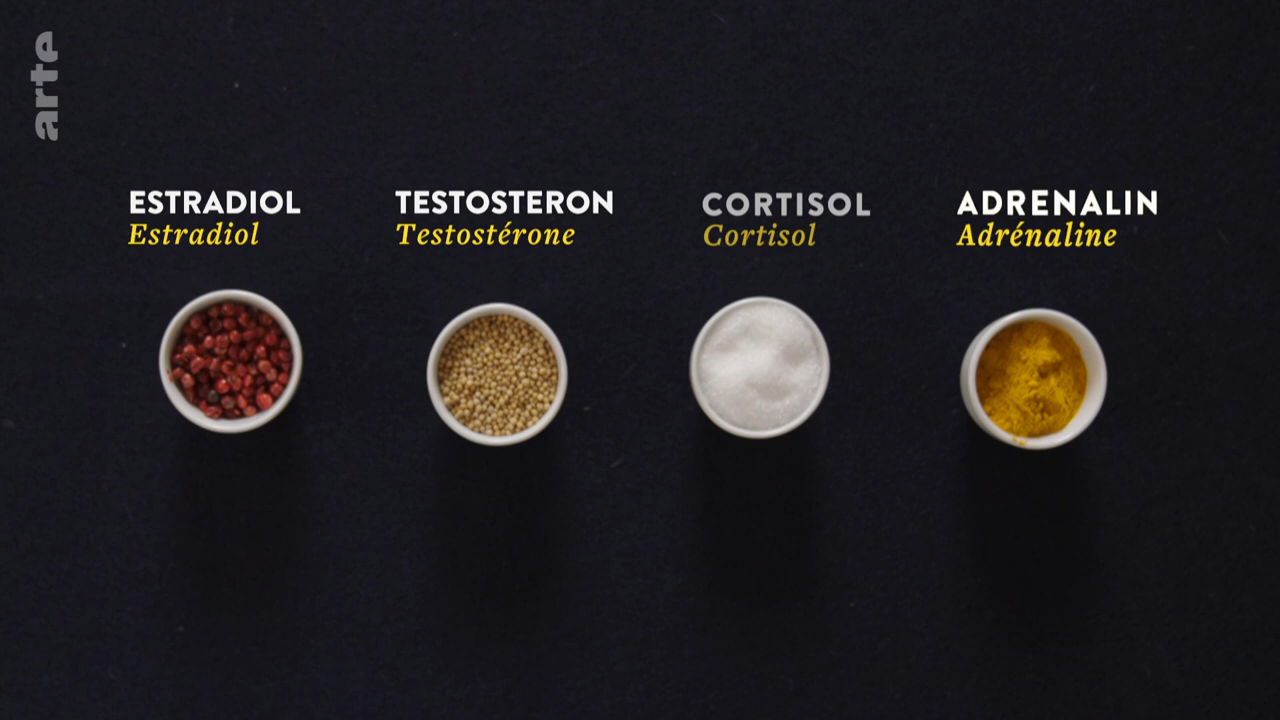 arte
ESTRADIOL
Estradiol
TESTOSTERON
Testostérone
CORTISOL
Cortisol
ADRENALIN
Adrénaline